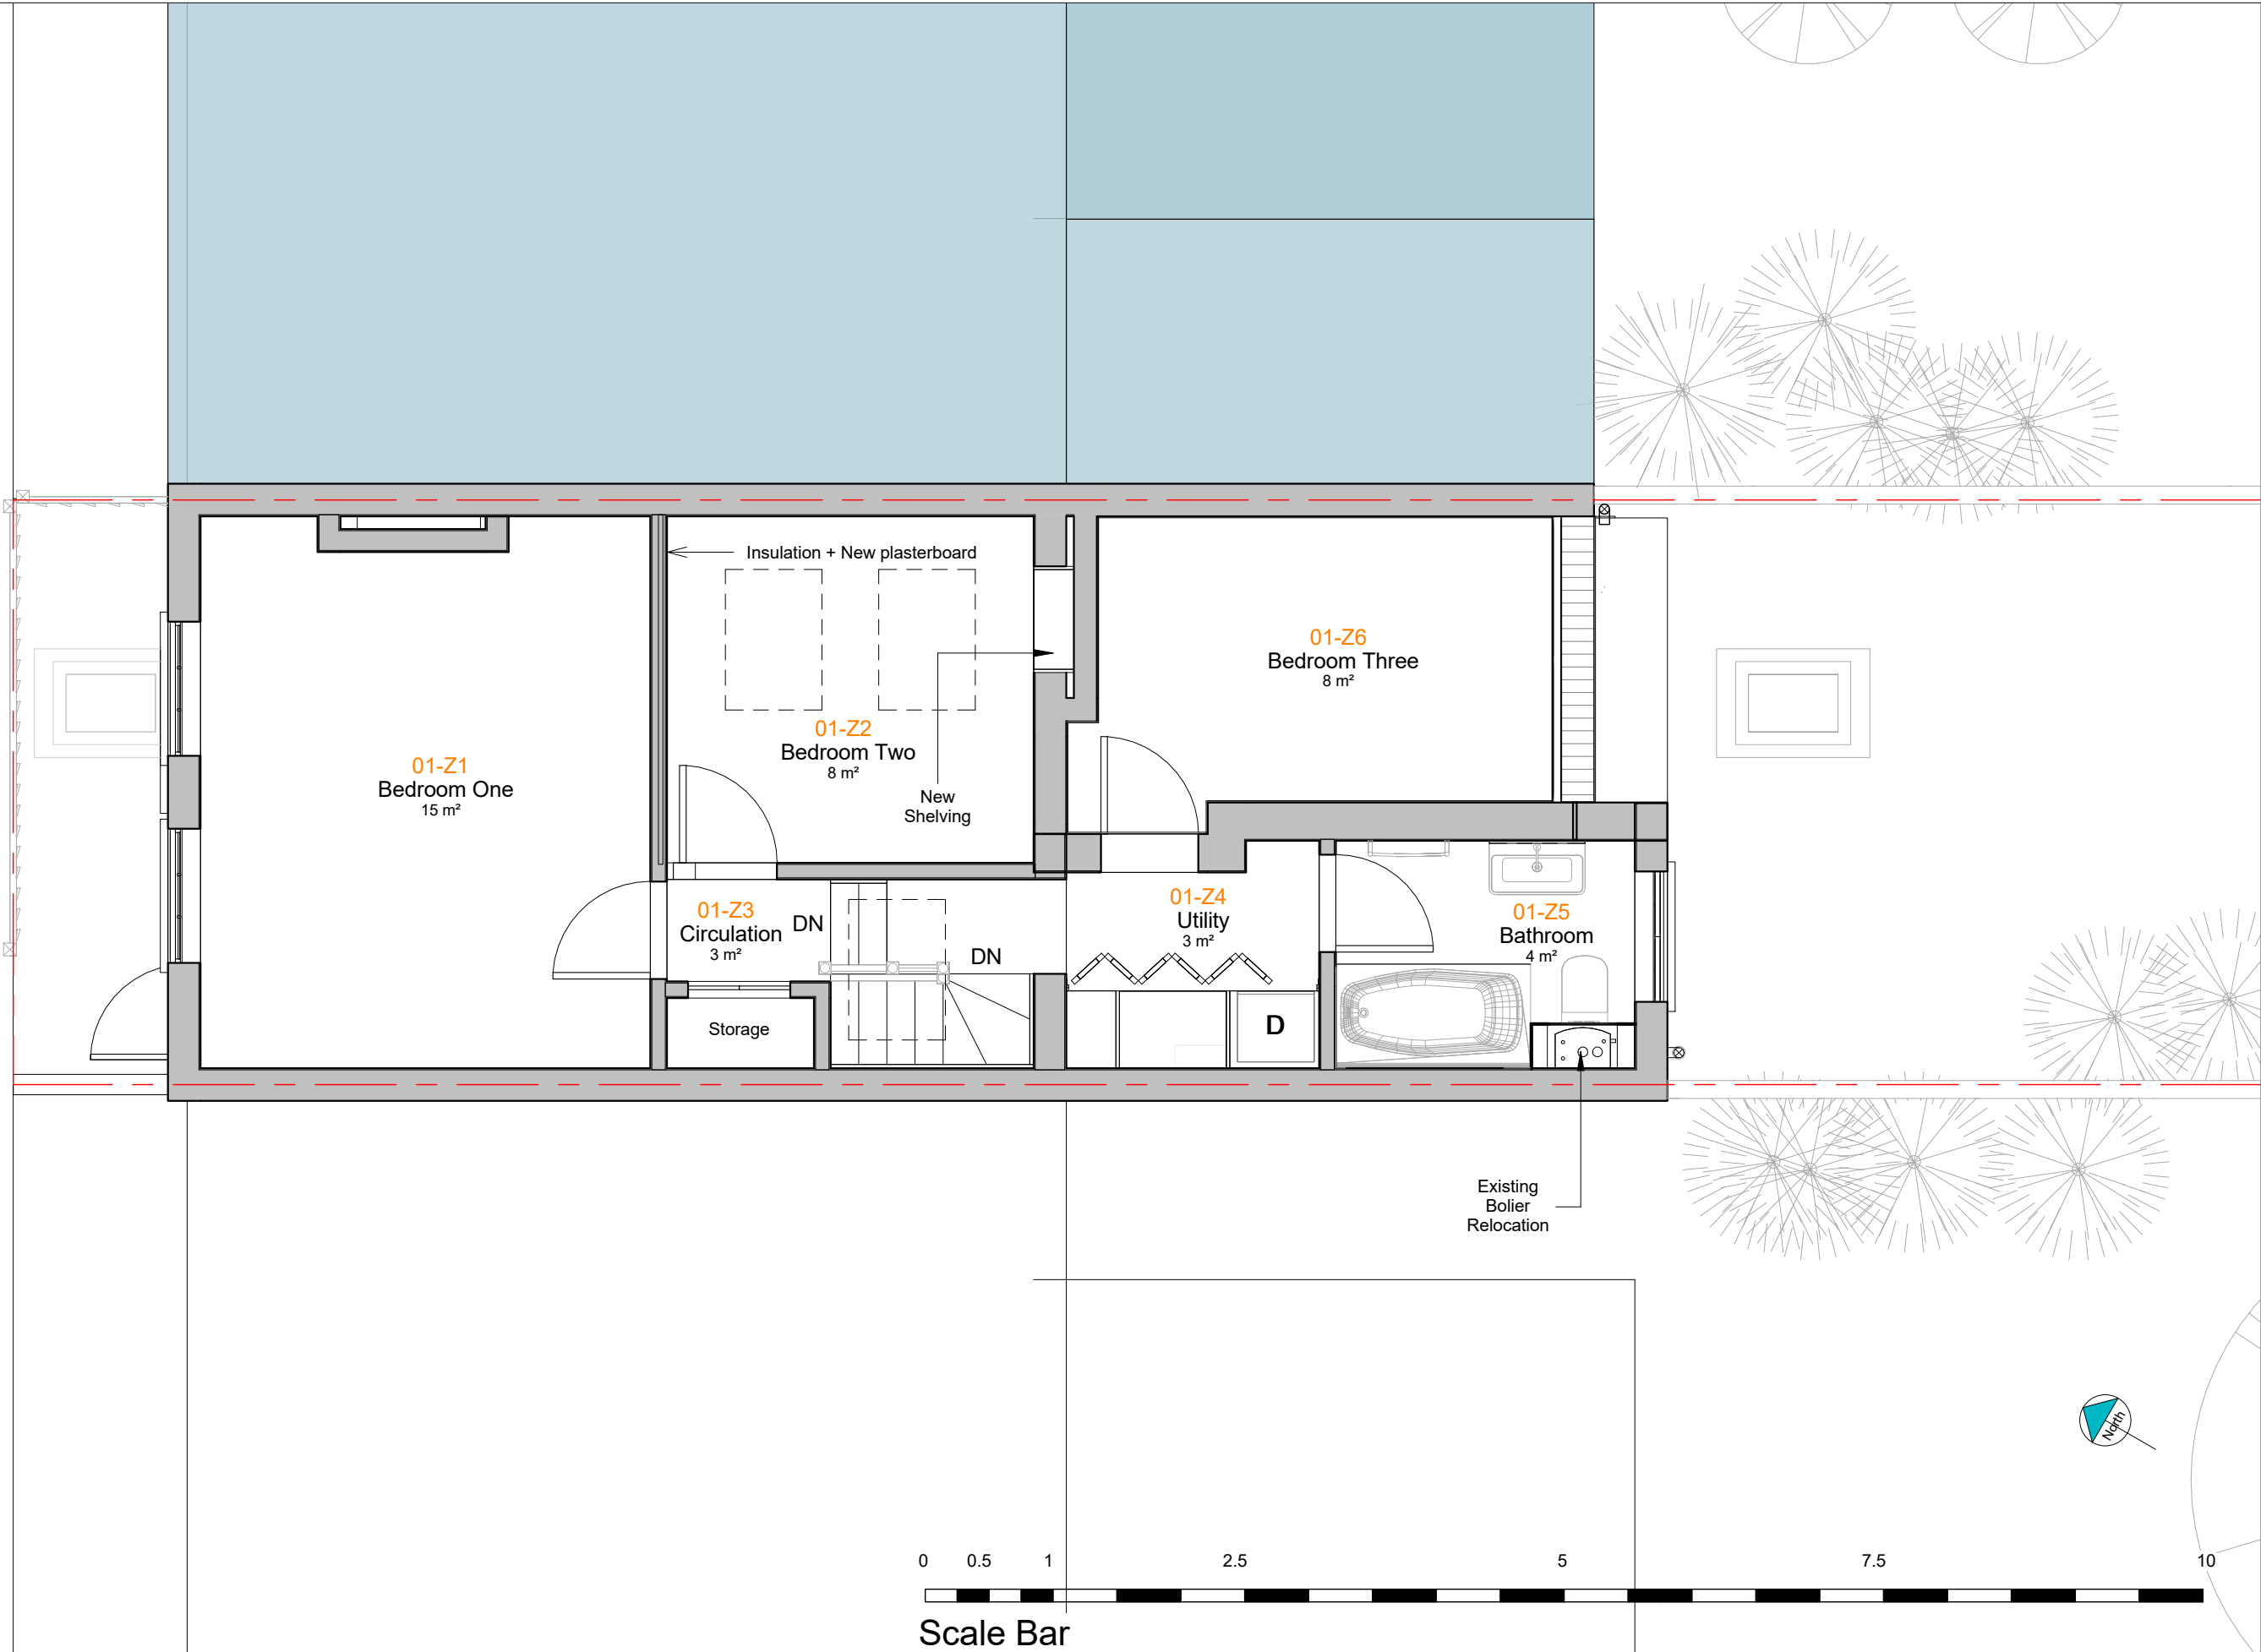 Insulation + New plasterboard
01-Z6
Bedroom Three
8 m²
01-Z2
Bedroom Two
8 m²
01-Z1
Bedroom One
15 m²
New
Shelving
01-Z3
Circulation
3 m²
DN
DN
01-Z4
Utility
3 m²
01-Z5
Bathroom
4 m²
Storage
D
Existing
Bolier
Relocation
North
0 0.5 1 2.5 5 7.5 10
Scale Bar